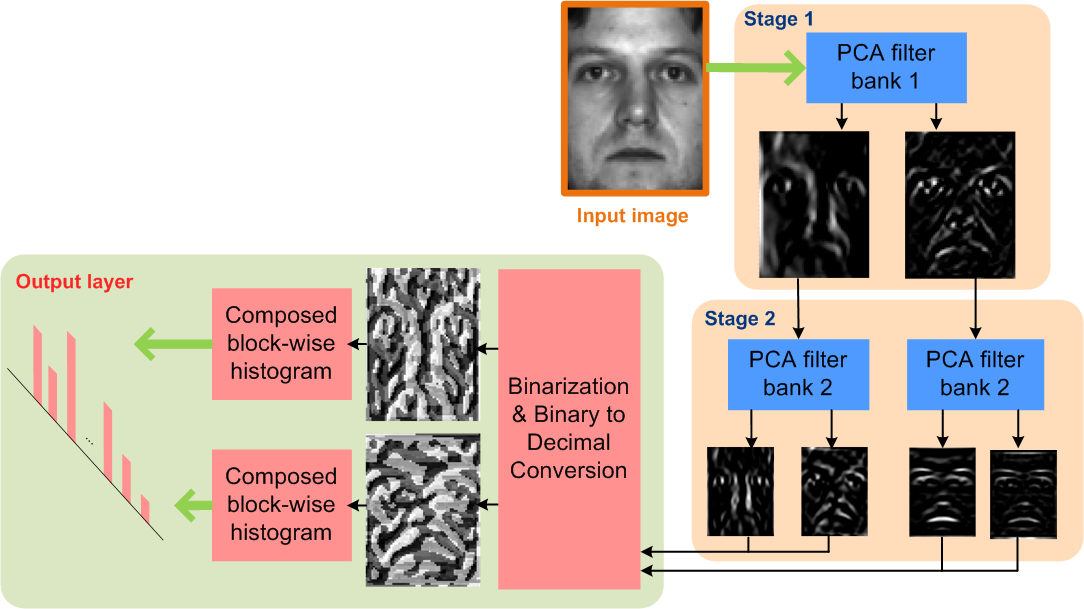 Stage 1
PCA filter
bank 1
Input image
Stage 2
PCA filter
bank 2
PCA filter
bank 2
Output layer
Composed
block-wise
histogram
Composed
block-wise
histogram
Binarization
& Binary to
Decimal
Conversion
...